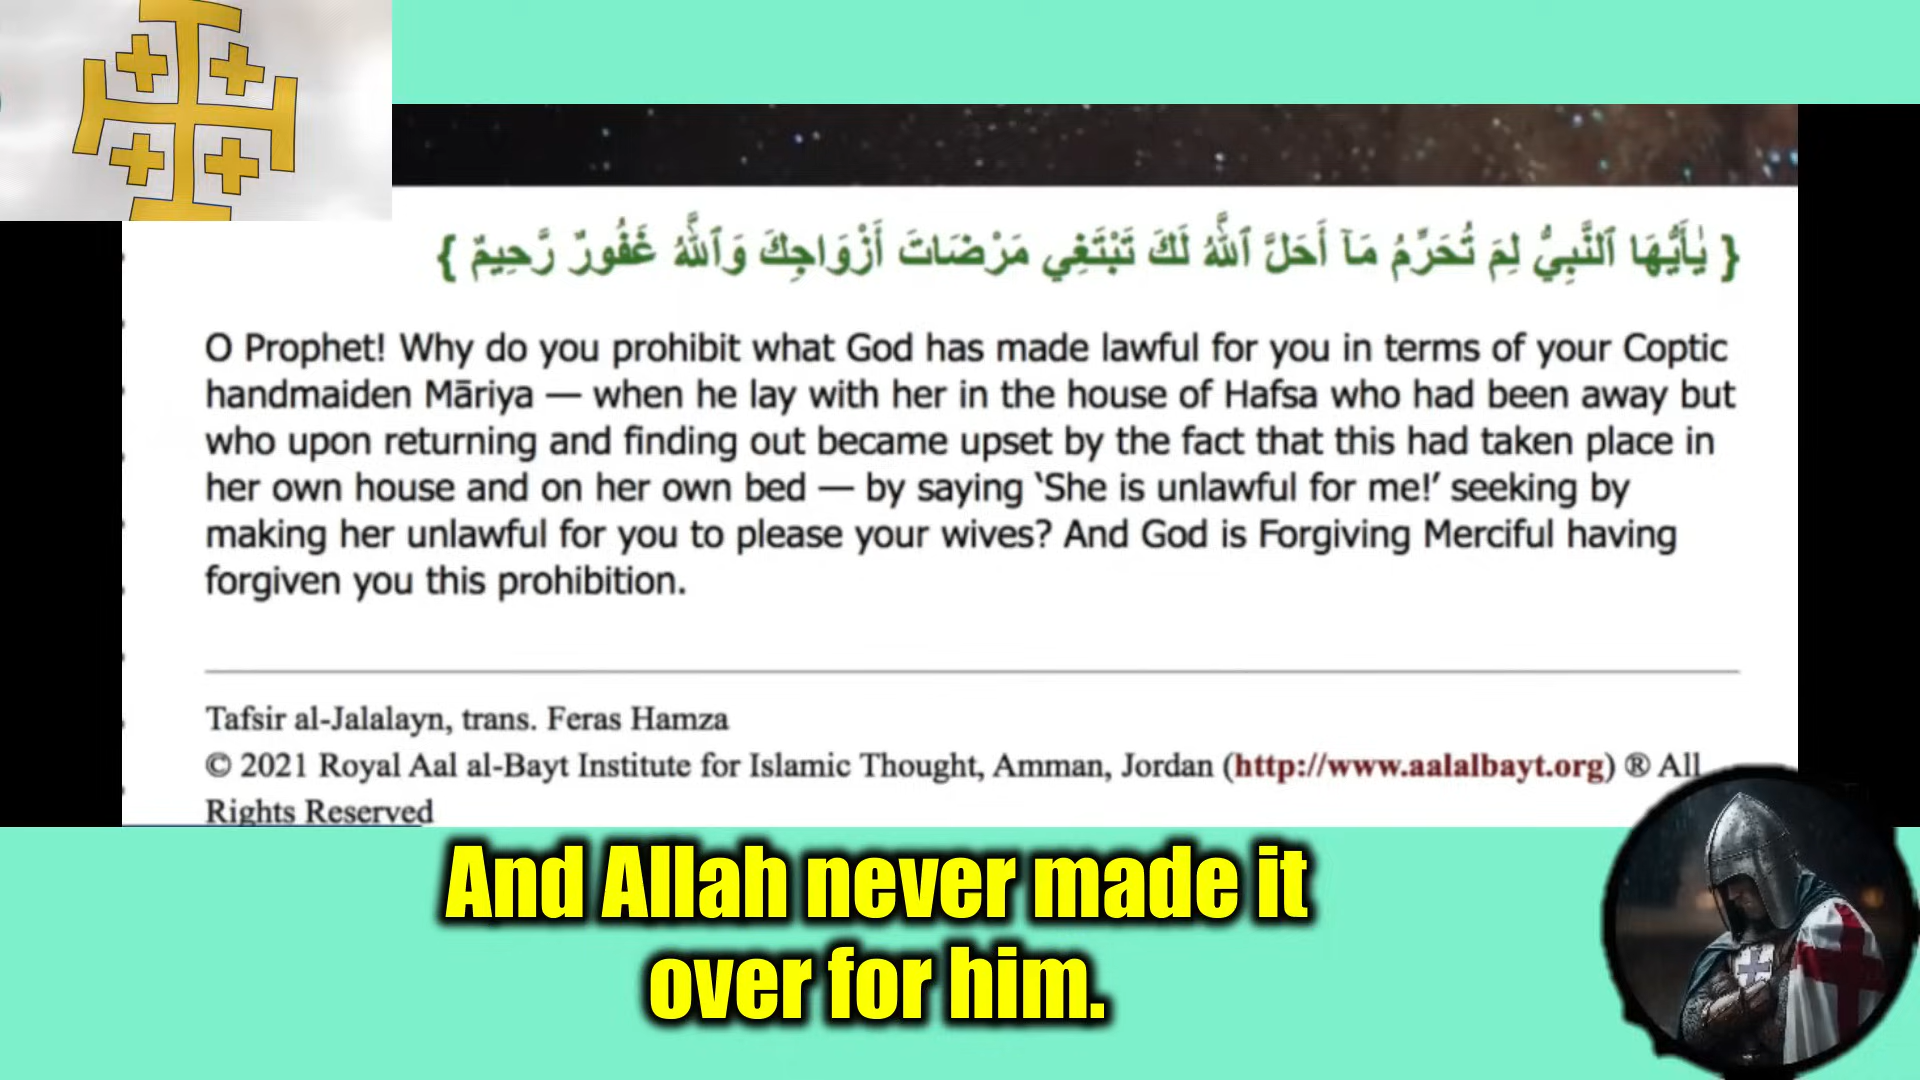 { يٰأَيُّهَا ٱلنَّبِيُّ لِمَ تُحَرِّمُ مَآ أَحَلَّ ٱللَّهُ لَكَ تَبْتَغِي مَرْضَاتَ أَزْوَاجِكَ وَٱللَّهُ غَفُورٌ رَّحِيمٌ }
O Prophet! Why do you prohibit what God has made lawful for you in terms of your Coptic
handmaiden Māriya — when he lay with her in the house of Hafsa who had been away but
who upon returning and finding out became upset by the fact that this had taken place in
her own house and on her own bed — by saying ‘She is unlawful for me!’ seeking by
making her unlawful for you to please your wives? And God is Forgiving Merciful having
forgiven you this prohibition.
Tafsir al-Jalalayn, trans. Feras Hamza
© 2021 Royal Aal al-Bayt Institute for Islamic Thought, Amman, Jordan (http://www.aalalbayt.org) ® All
Rights Reserved
And Allah never made it
over for him.